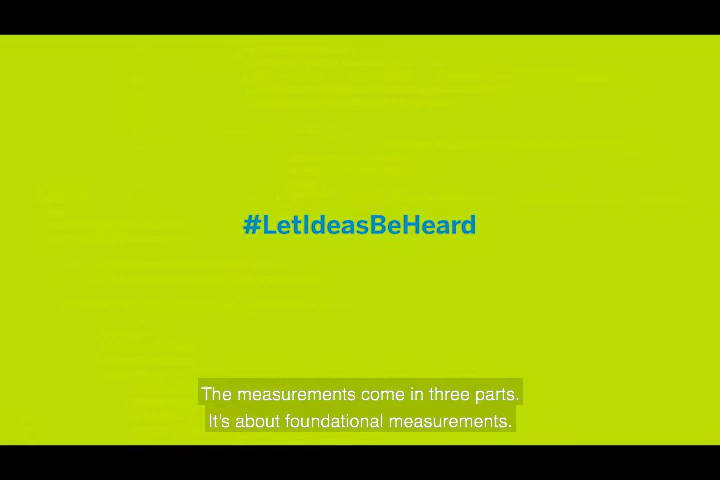 #LetIdeasBeHeard
The measurements come in three parts.
It's about foundational measurements.